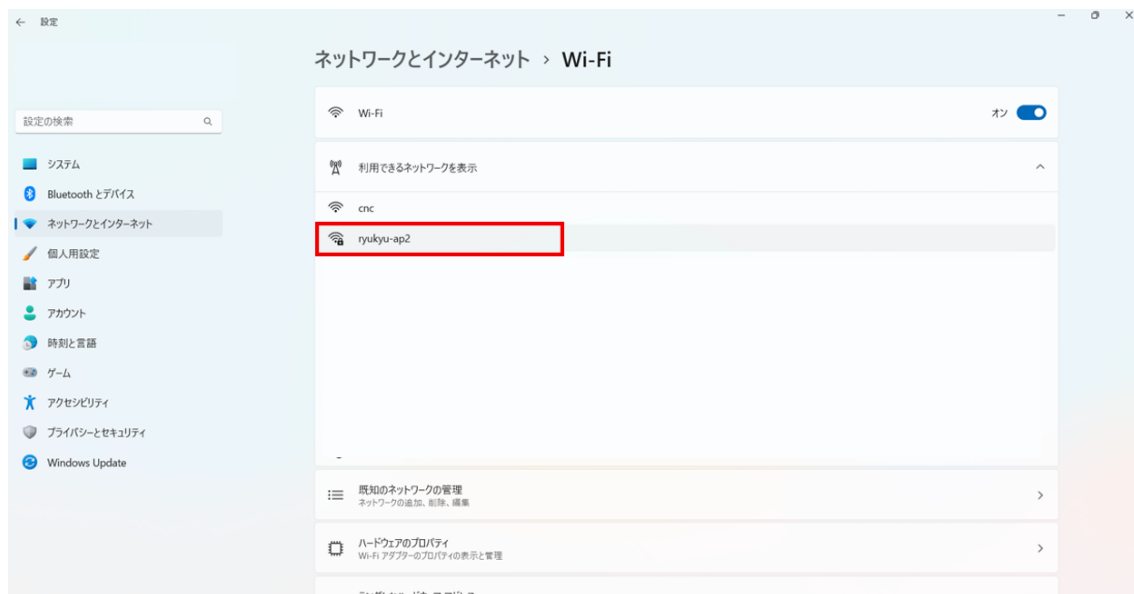 設定
ネットワークとインターネット › Wi-Fi
設定の検索
システム
Bluetooth とデバイス
ネットワークとインターネット
個人用設定
アプリ
アカウント
時刻と言語
ゲーム
アクセシビリティ
プライバシーとセキュリティ
Windows Update
Wi-Fi
オン
利用できるネットワークを表示
cnc
ryukyu-ap2
既知のネットワークの管理
ネットワークの追加、削除、編集
ハードウェアのプロパティ
Wi-Fi アダプターのプロパティの表示と管理